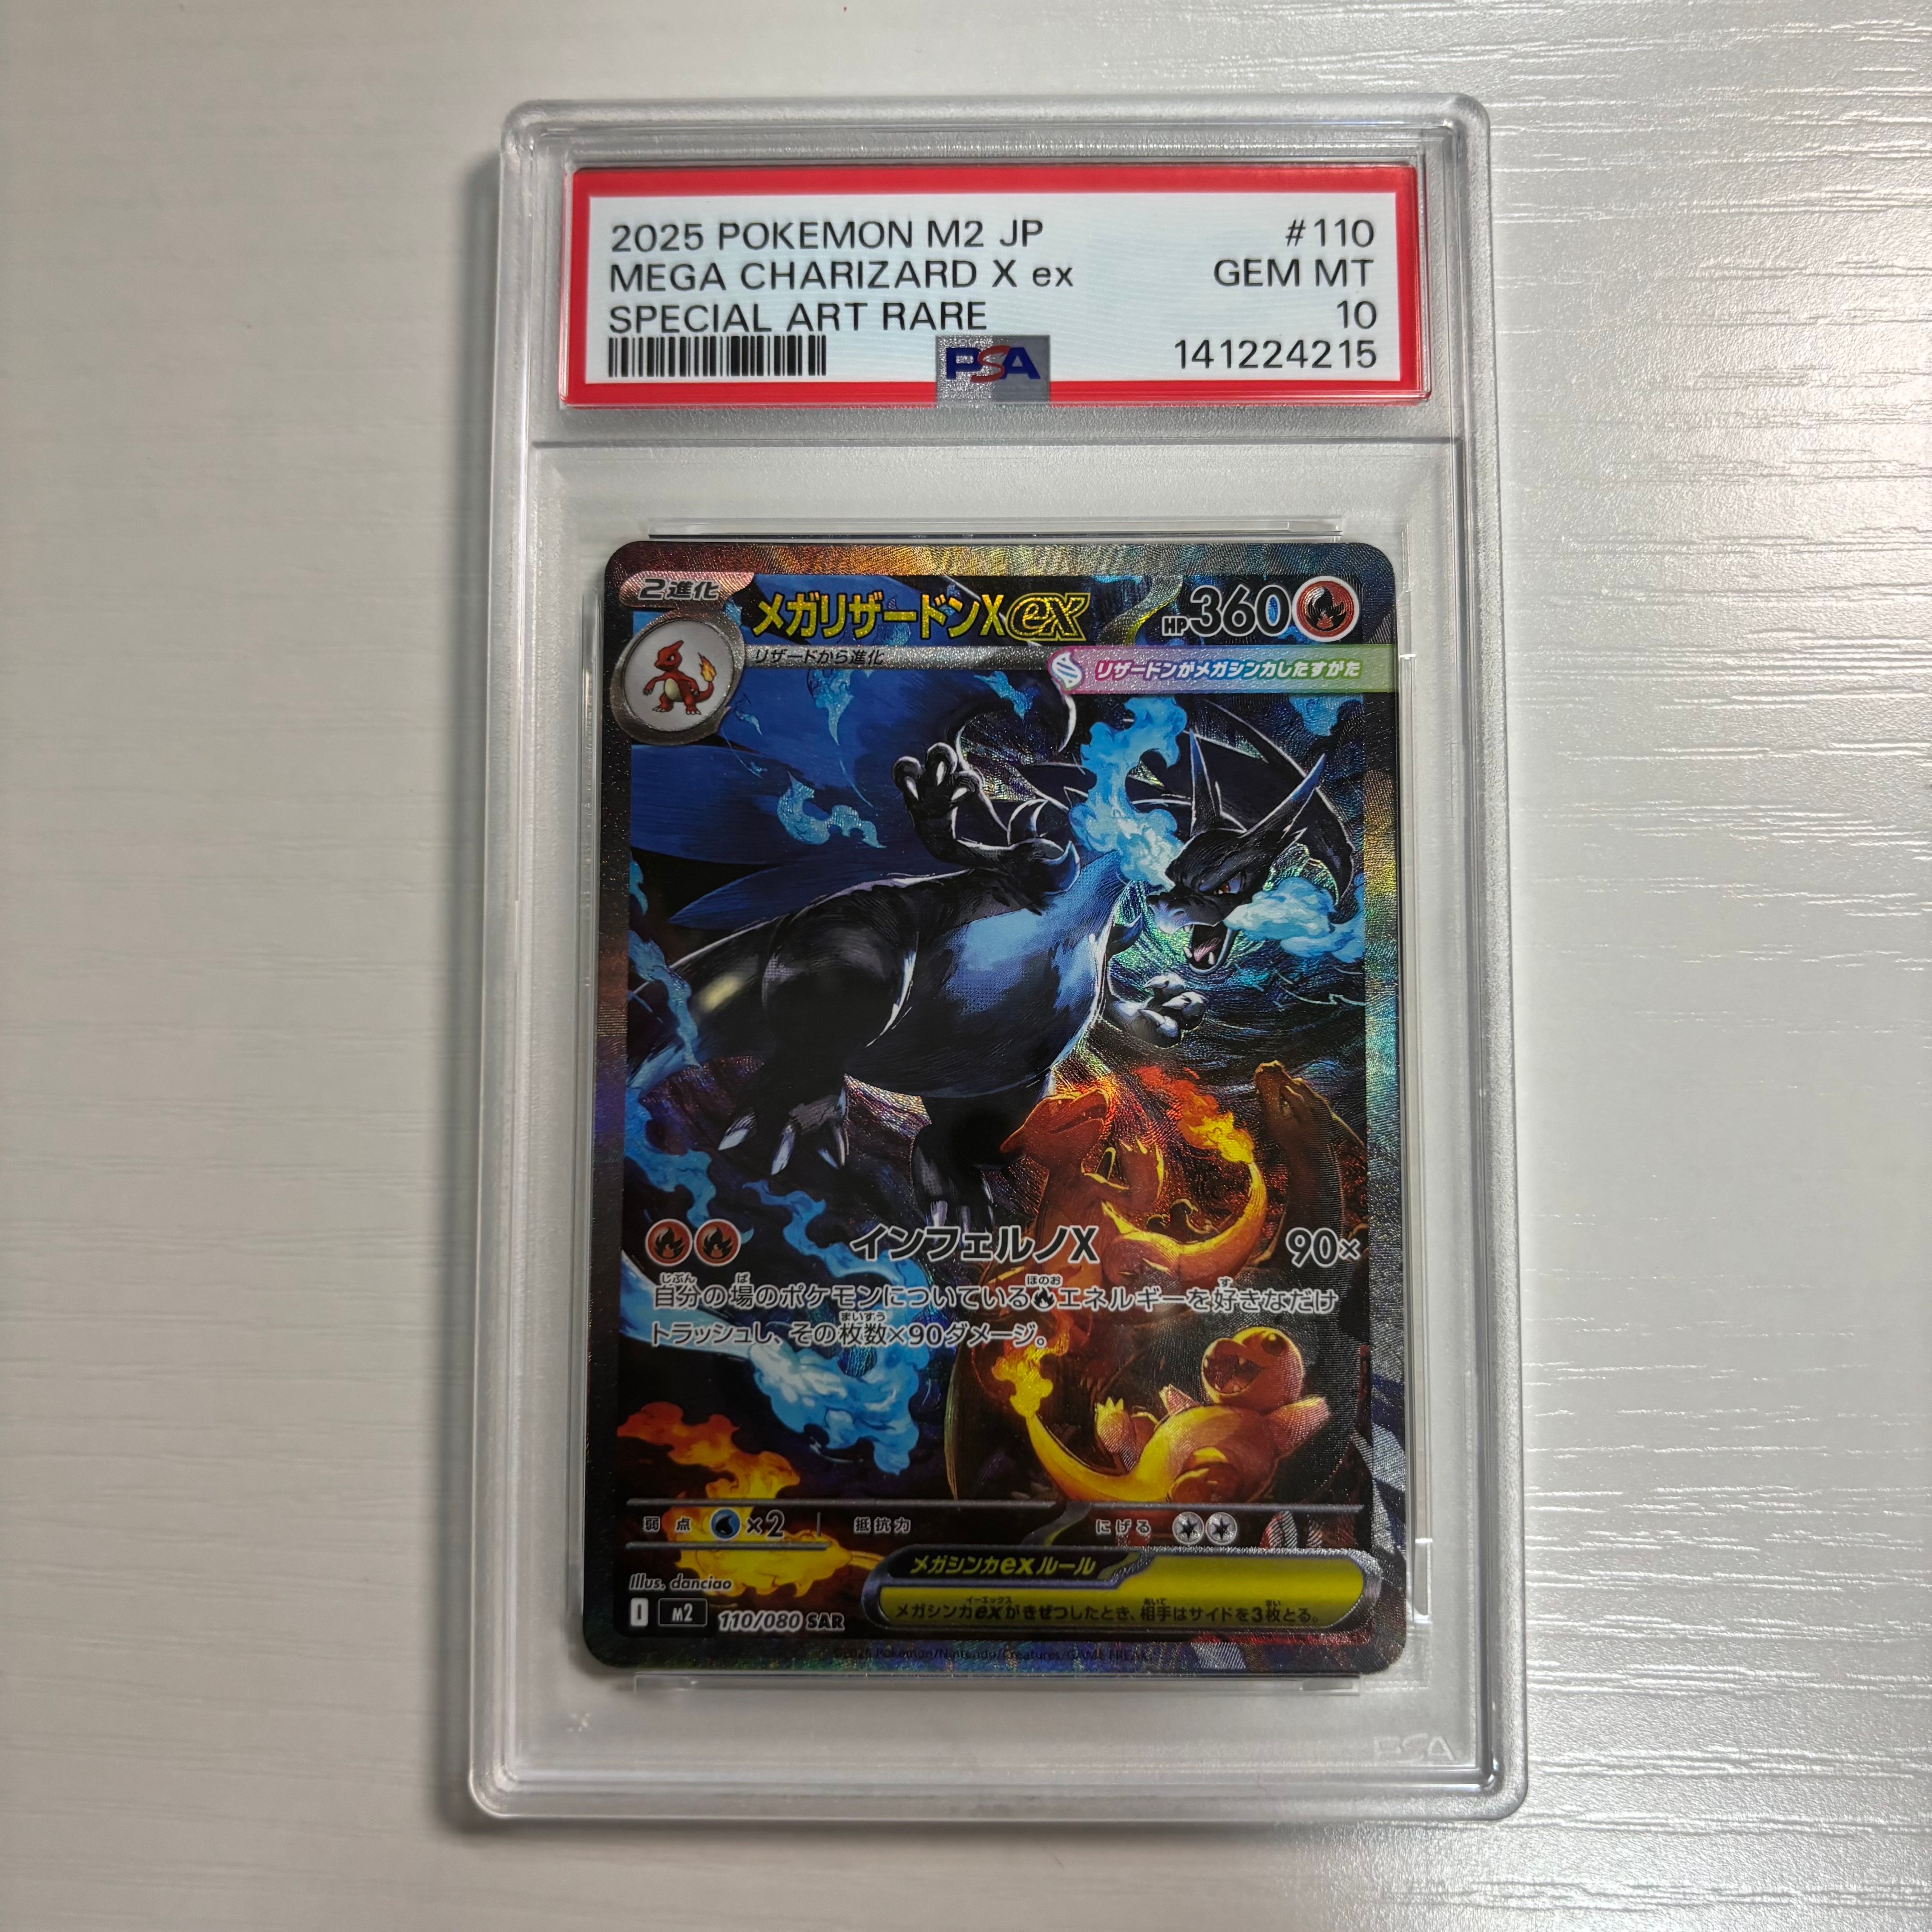 2025 POKEMON M2 JP #110
MEGA CHARIZARD X ex GEM MT
SPECIAL ART RARE 10
PSA 141224215
2進化
メガリザードンXex HP360
リザードから進化
リザードンがメガシンカしたすがた
インフェルノX 90×
自分の場のポケモンについているエネルギーを好きなだけ
トラッシュし、その枚数×90ダメージ。
弱点 ×2 抵抗力 にげる
メガシンカexルール
メガシンカexがきぜつしたとき、相手はサイドを3枚とる。
Illus. danciao
I M2 110/080 SAR
©2025 Pokémon/Nintendo/Creatures/GAME FREAK.
PSA